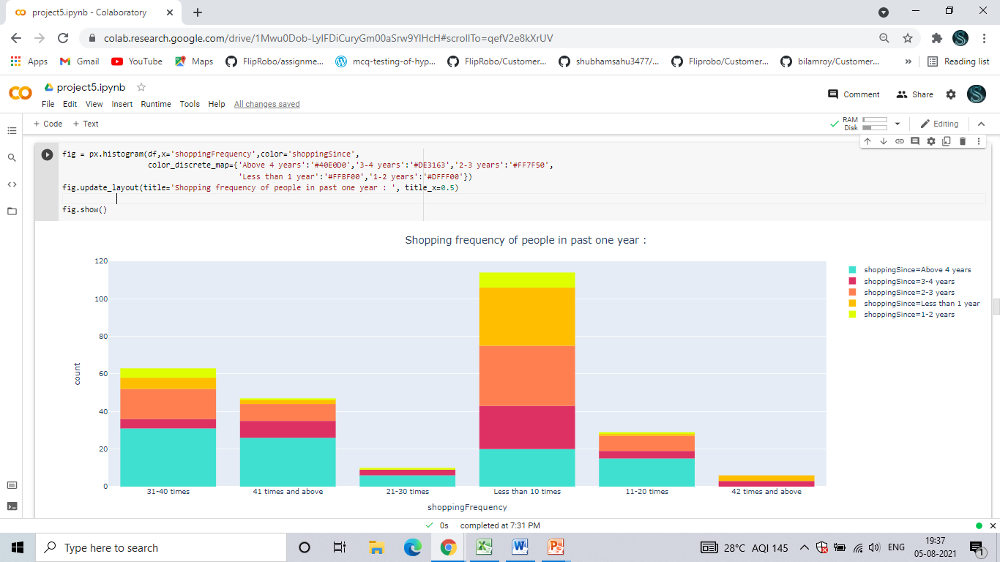 project5.ipynb - Colaboratory
colab.research.google.com/drive/1Mwu0Dob-LyIFDiCuryGm00aSrw9YlHcH#scrollTo=qefV2e8kXrUV
Apps Gmail YouTube Maps FlipRobo/assignme... mcq-testing-of-hyp... FlipRobo/Customer... shubhamsahu3477/... Fliprobo/Customer... bilamroy/Customer... » Reading list
project5.ipynb
Comment Share
File Edit View Insert Runtime Tools Help All changes saved
+ Code + Text
RAM
Disk
Editing
fig = px.histogram(df,x='shoppingFrequency',color='shoppingSince',
color_discrete_map={'Above 4 years':'#40E0D0','3-4 years':'#DE3163','2-3 years':'#FF7F50',
'Less than 1 year':'#FFBF00','1-2 years':'#DFFF00'})
fig.update_layout(title='Shopping frequency of people in past one year : ', title_x=0.5)
fig.show()
Shopping frequency of people in past one year :
120
100
80
60
40
20
0
count
31-40 times 41 times and above 21-30 times Less than 10 times 11-20 times 42 times and above
shoppingFrequency
shoppingSince=Above 4 years
shoppingSince=3-4 years
shoppingSince=2-3 years
shoppingSince=Less than 1 year
shoppingSince=1-2 years
0s completed at 7:31 PM
Type here to search
28°C AQI 145
ENG
19:37
05-08-2021
1